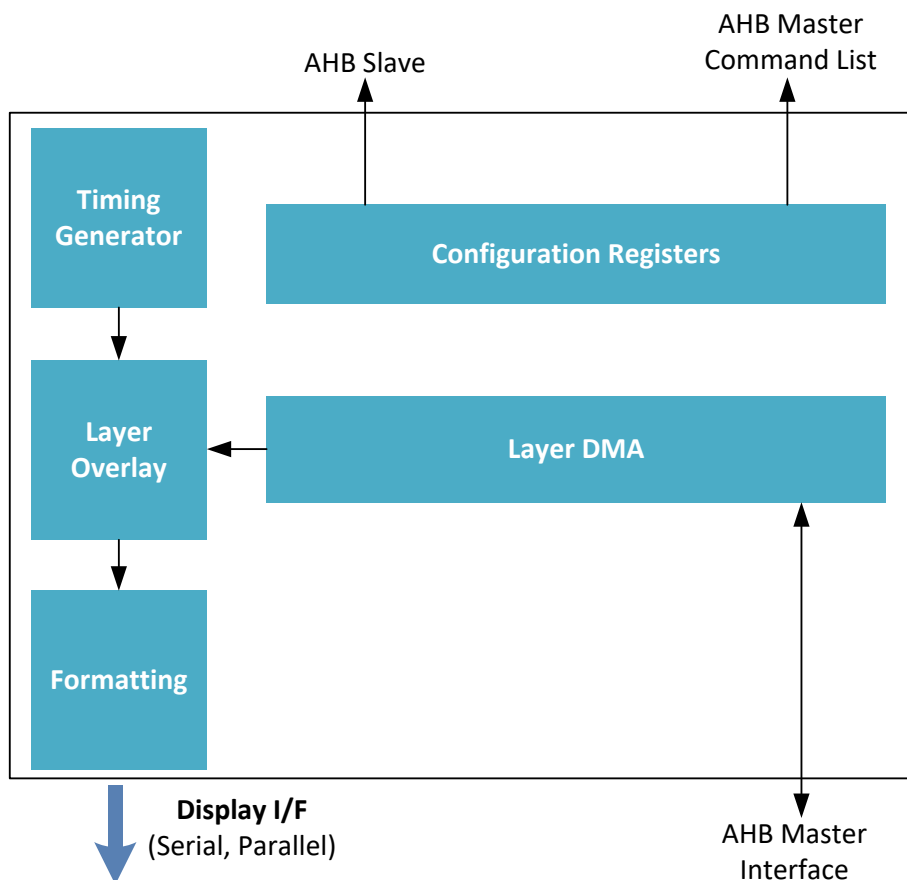 AHB Slave
AHB Master
Command List
Timing
Generator
Configuration Registers
Layer
Overlay
Layer DMA
Formatting
Display I/F
(Serial, Parallel)
AHB Master
Interface